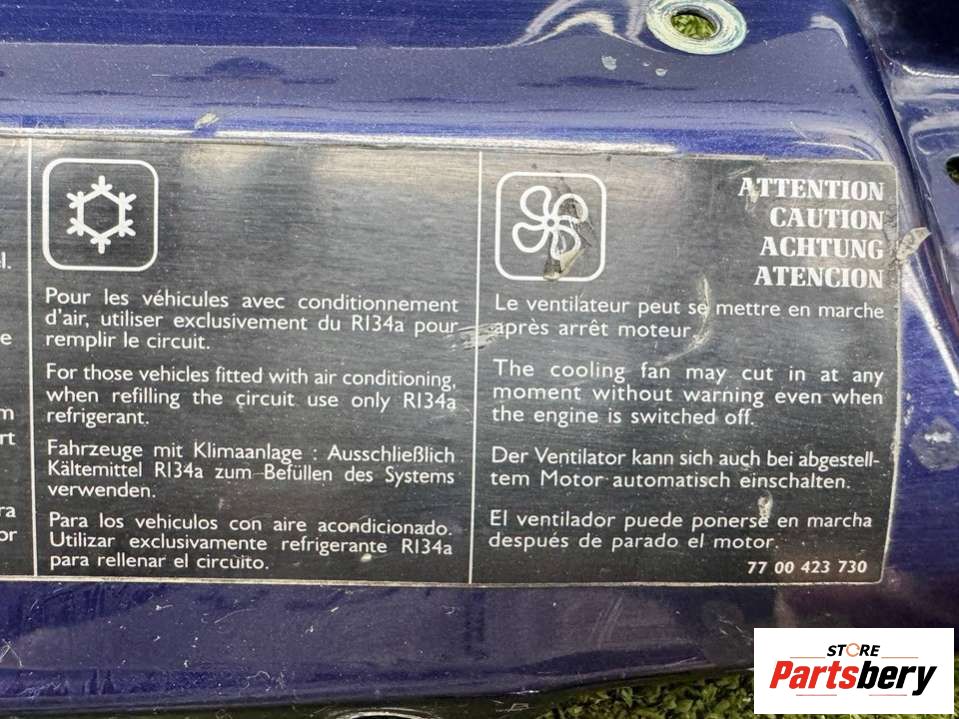 l.
e
m
rt
ra
or
Pour les véhicules avec conditionnement
d'air, utiliser exclusivement du R134a pour
remplir le circuit.
For those vehicles fitted with air conditioning,
when refilling the circuit use only R134a
refrigerant.
Fahrzeuge mit Klimaanlage : Ausschließlich
Kältemittel R134a zum Befüllen des Systems
verwenden.
Para los vehiculos con aire acondicionado.
Utilizar exclusivamente refrigerante R134a
para rellenar el circuito.
ATTENTION
CAUTION
ACHTUNG
ATENCION
Le ventilateur peut se mettre en marche
après arrêt moteur.
The cooling fan may cut in at any
moment without warning even when
the engine is switched off.
Der Ventilator kann sich auch bei abgestell-
tem Motor automatisch einschalten.
El ventilador puede ponerse en marcha
después de parado el motor.
77 00 423 730
STORE
Partsbery